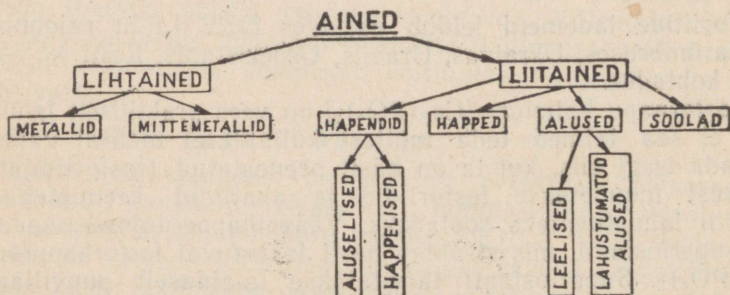 AINED
LIHTAINED
LIITAINED
METALLID
MITTEMETALLID
HAPENDID
HAPPED
ALUSED
SOOLAD
ALUSELISED
HAPPELISED
LEELISED
LAHUSTUMATUD
ALUSED